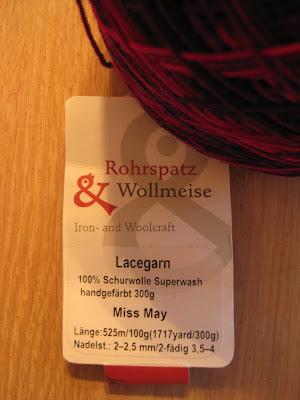 Rohrspatz
& Wollmeise
Iron- and Woolcraft
Lacegarn
100% Schurwolle Superwash
handgefärbt 300g
Miss May
Länge:525m/100g(1717yard/300g)
Nadelst.: 2–2,5 mm/2-fädig 3,5–4